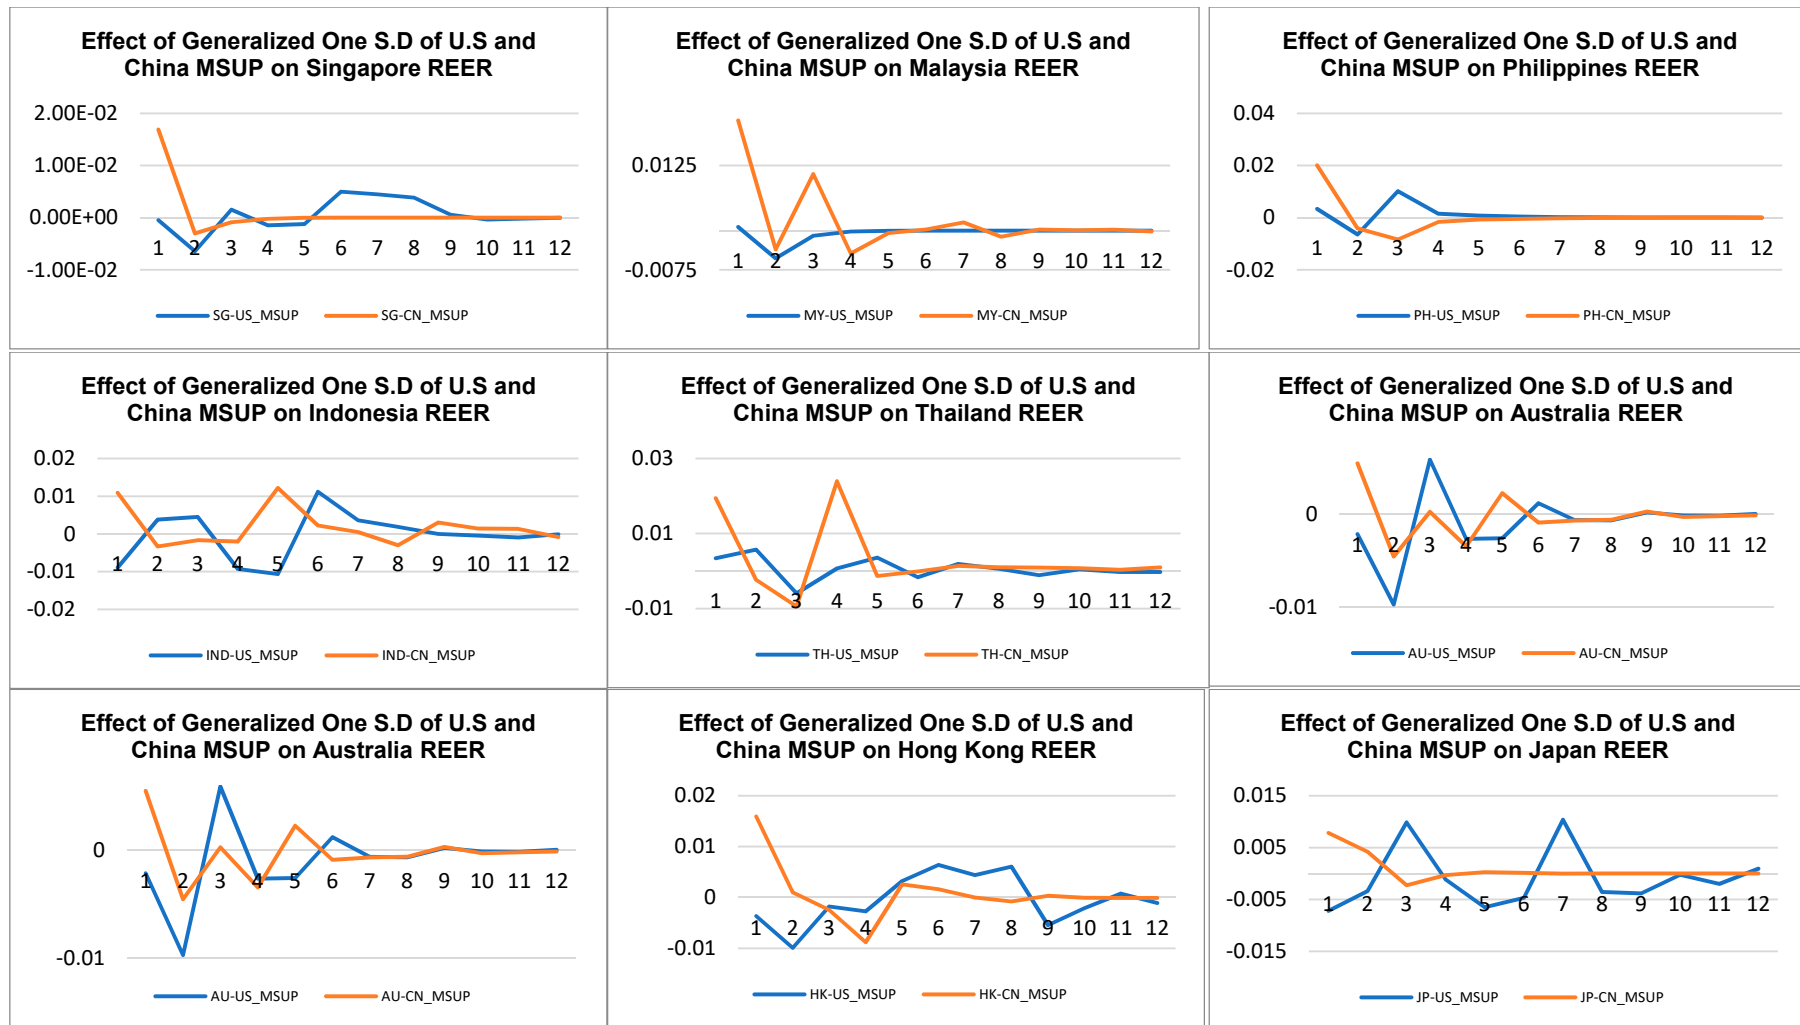 Effect of Generalized One S.D of U.S and
China MSUP on Singapore REER
2.00E-02
1.00E-02
0.00E+00
-1.00E-02
1 2 3 4 5 6 7 8 9 10 11 12
SG-US_MSUP SG-CN_MSUP
Effect of Generalized One S.D of U.S and
China MSUP on Malaysia REER
0.0125
-0.0075
1 2 3 4 5 6 7 8 9 10 11 12
MY-US_MSUP MY-CN_MSUP
Effect of Generalized One S.D of U.S and
China MSUP on Philippines REER
0.04
0.02
0
-0.02
1 2 3 4 5 6 7 8 9 10 11 12
PH-US_MSUP PH-CN_MSUP
Effect of Generalized One S.D of U.S and
China MSUP on Indonesia REER
0.02
0.01
0
-0.01
-0.02
1 2 3 4 5 6 7 8 9 10 11 12
IND-US_MSUP IND-CN_MSUP
Effect of Generalized One S.D of U.S and
China MSUP on Thailand REER
0.03
0.01
-0.01
1 2 3 4 5 6 7 8 9 10 11 12
TH-US_MSUP TH-CN_MSUP
Effect of Generalized One S.D of U.S and
China MSUP on Australia REER
0
-0.01
1 2 3 4 5 6 7 8 9 10 11 12
AU-US_MSUP AU-CN_MSUP
Effect of Generalized One S.D of U.S and
China MSUP on Australia REER
0
-0.01
1 2 3 4 5 6 7 8 9 10 11 12
AU-US_MSUP AU-CN_MSUP
Effect of Generalized One S.D of U.S and
China MSUP on Hong Kong REER
0.02
0.01
0
-0.01
1 2 3 4 5 6 7 8 9 10 11 12
HK-US_MSUP HK-CN_MSUP
Effect of Generalized One S.D of U.S and
China MSUP on Japan REER
0.015
0.005
-0.005
-0.015
1 2 3 4 5 6 7 8 9 10 11 12
JP-US_MSUP JP-CN_MSUP